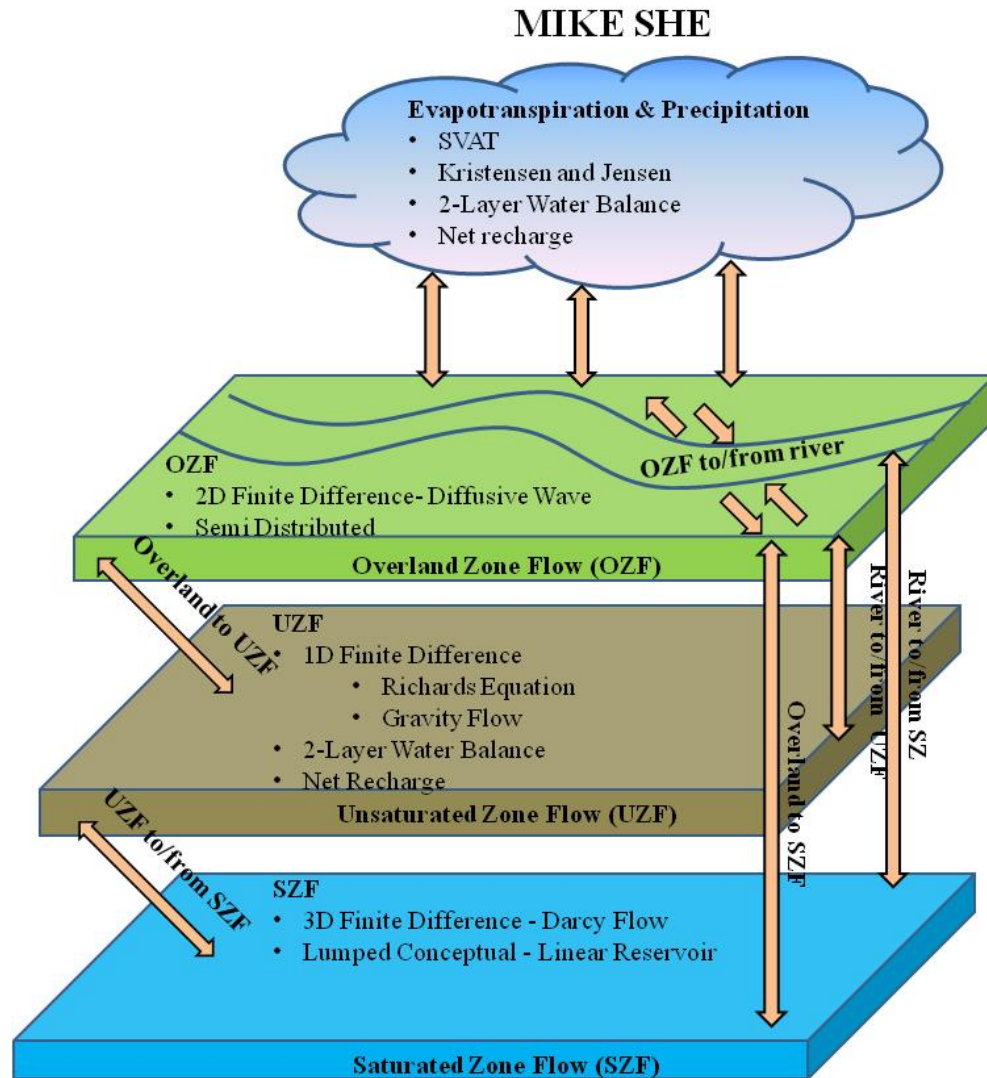 MIKE SHE
Evapotranspiration & Precipitation
• SVAT
• Kristensen and Jensen
• 2-Layer Water Balance
• Net recharge
OZF to/from river
OZF
• 2D Finite Difference- Diffusive Wave
• Semi Distributed
Overland Zone Flow (OZF)
Overland to UZF
UZF
• 1D Finite Difference
• Richards Equation
• Gravity Flow
• 2-Layer Water Balance
• Net Recharge
Unsaturated Zone Flow (UZF)
River to/from UZF
River to/from SZ
Overland to SZF
UZF to/from SZF
SZF
• 3D Finite Difference - Darcy Flow
• Lumped Conceptual - Linear Reservoir
Saturated Zone Flow (SZF)